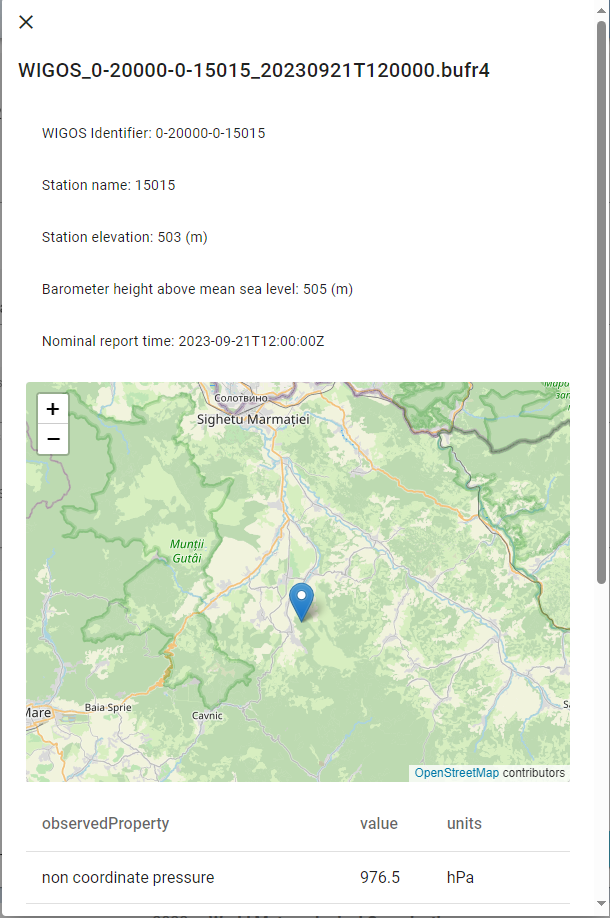 WIGOS_0-20000-0-15015_20230921T120000.bufr4
WIGOS Identifier: 0-20000-0-15015
Station name: 15015
Station elevation: 503 (m)
Barometer height above mean sea level: 505 (m)
Nominal report time: 2023-09-21T12:00:00Z
+
−
Солотвино
Sighetu Marmației
Munții
Gutâi
Mare
Baia Sprie
Cavnic
OpenStreetMap contributors
observedProperty value units
non coordinate pressure 976.5 hPa